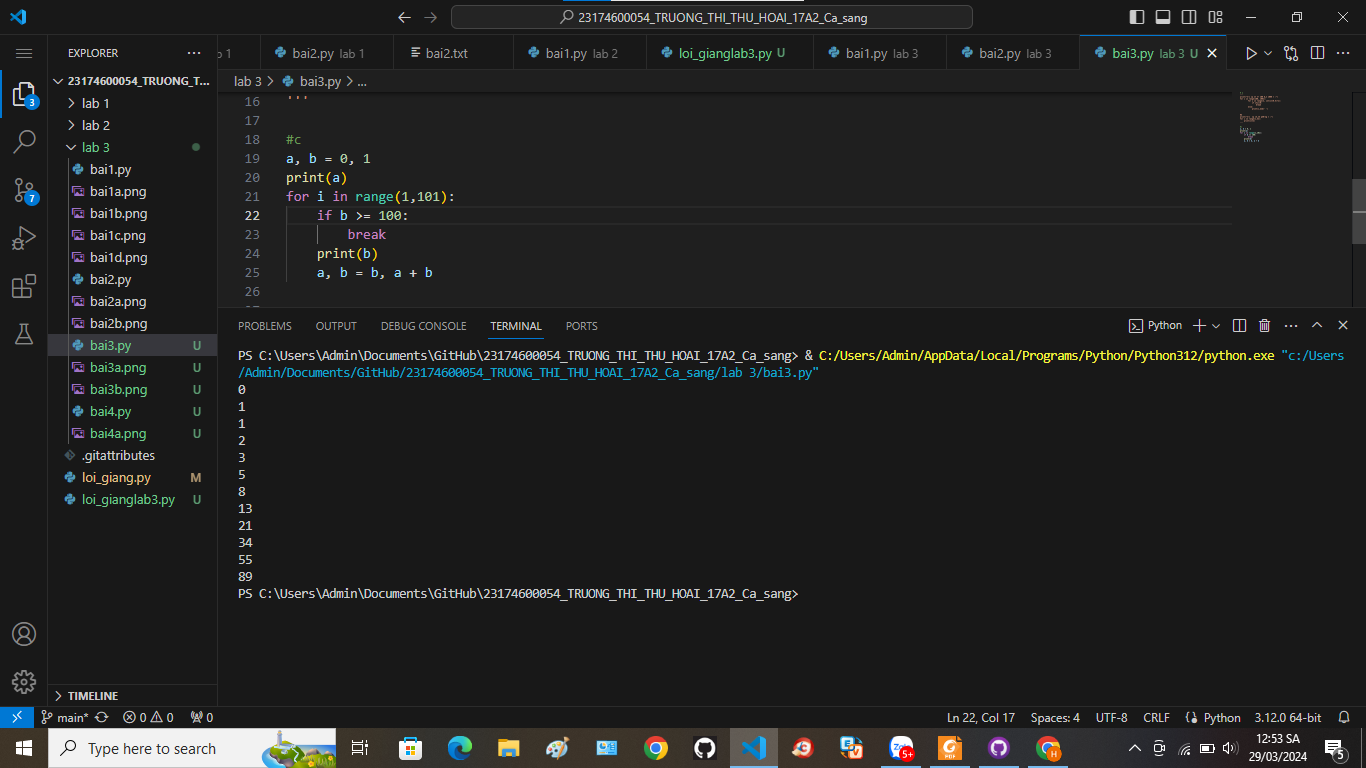 23174600054_TRUONG_THI_THU_HOAI_17A2_Ca_sang
EXPLORER
23174600054_TRUONG_T...
lab 1
lab 2
lab 3
bai1.py
bai1a.png
bai1b.png
bai1c.png
bai1d.png
bai2.py
bai2a.png
bai2b.png
bai3.py U
bai3a.png U
bai3b.png U
bai4.py U
bai4a.png U
.gitattributes
loi_giang.py M
loi_gianglab3.py U
TIMELINE
3
7
1 bai2.py lab 1 bai2.txt bai1.py lab 2 loi_gianglab3.py U bai1.py lab 3 bai2.py lab 3 bai3.py lab 3 U
lab 3 > bai3.py > ...
16 '''
17
18 #c
19 a, b = 0, 1
20 print(a)
21 for i in range(1,101):
22 if b >= 100:
23 break
24 print(b)
25 a, b = b, a + b
26
PROBLEMS OUTPUT DEBUG CONSOLE TERMINAL PORTS
Python
PS C:\Users\Admin\Documents\GitHub\23174600054_TRUONG_THI_THU_HOAI_17A2_Ca_sang> & C:/Users/Admin/AppData/Local/Programs/Python/Python312/python.exe "c:/Users
/Admin/Documents/GitHub/23174600054_TRUONG_THI_THU_HOAI_17A2_Ca_sang/lab 3/bai3.py"
0
1
1
2
3
5
8
13
21
34
55
89
PS C:\Users\Admin\Documents\GitHub\23174600054_TRUONG_THI_THU_HOAI_17A2_Ca_sang>
main* 0 0 0 Ln 22, Col 17 Spaces: 4 UTF-8 CRLF Python 3.12.0 64-bit
Type here to search
5+
PDF
H
12:53 SA
29/03/2024
5